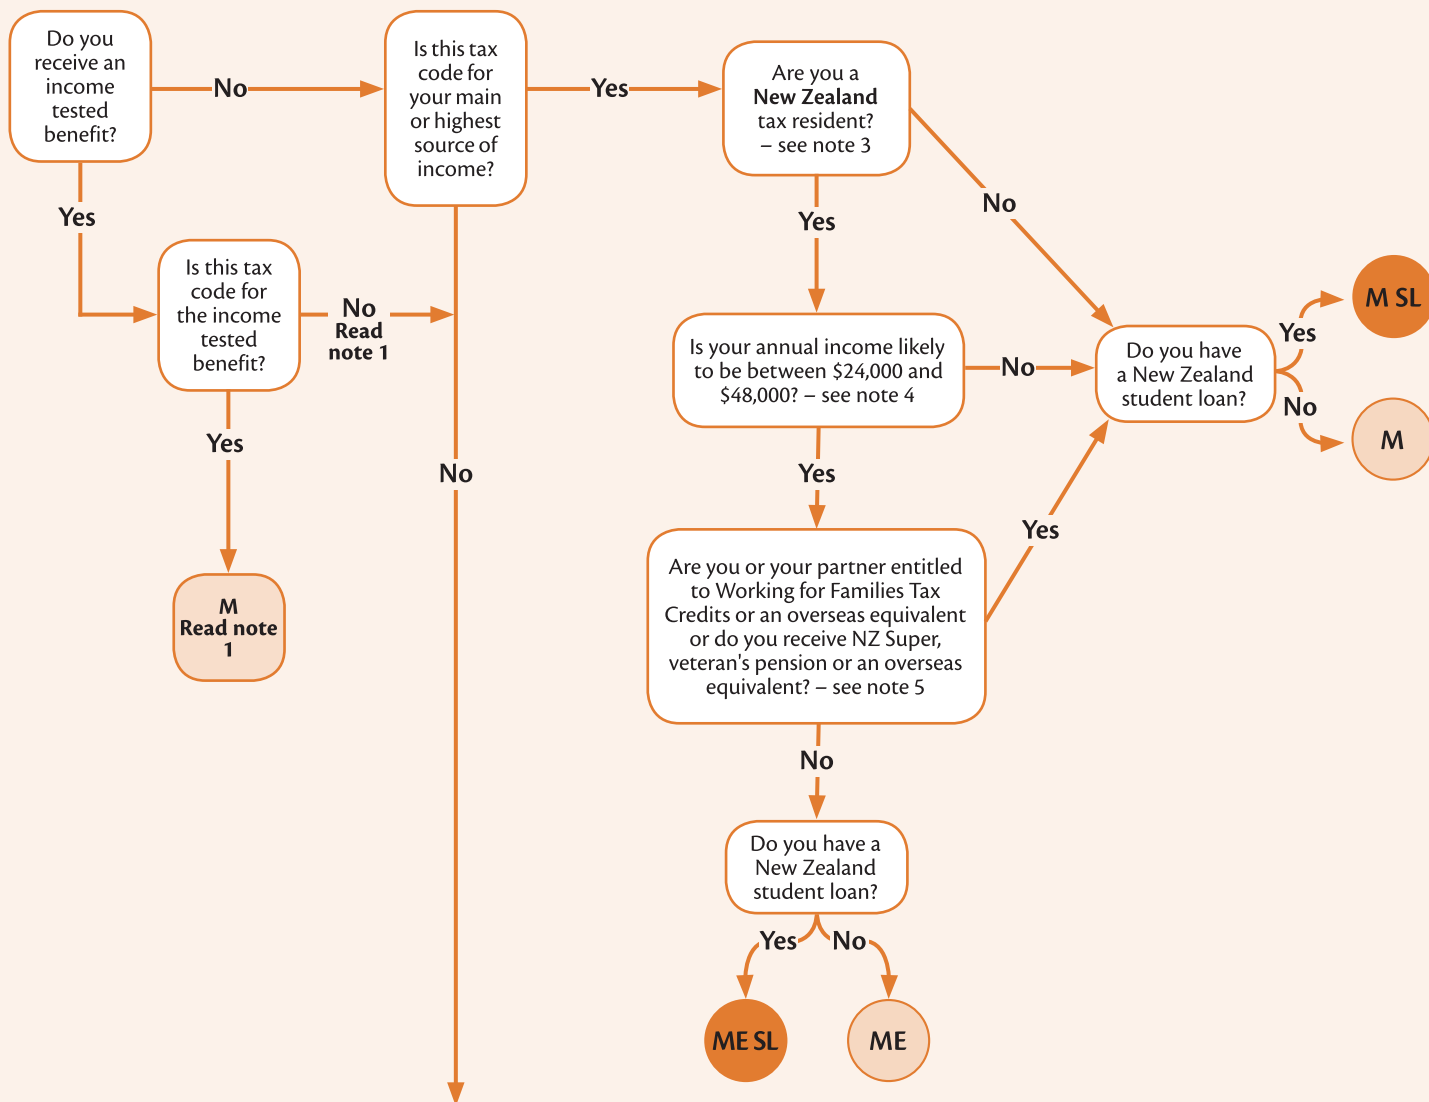 Do you
receive an
income
tested
benefit?
No
Is this tax
code for
your main
or highest
source of
income?
Yes
Are you a
New Zealand
tax resident?
– see note 3
No
Yes
Yes
Is this tax
code for
the income
tested
benefit?
No
Read
note 1
Yes
M
Read note
1
No
Is your annual income likely
to be between $24,000 and
$48,000? – see note 4
No
Do you have
a New Zealand
student loan?
Yes
M SL
No
M
Yes
Are you or your partner entitled
to Working for Families Tax
Credits or an overseas equivalent
or do you receive NZ Super,
veteran's pension or an overseas
equivalent? – see note 5
Yes
No
Do you have a
New Zealand
student loan?
Yes
No
ME SL
ME